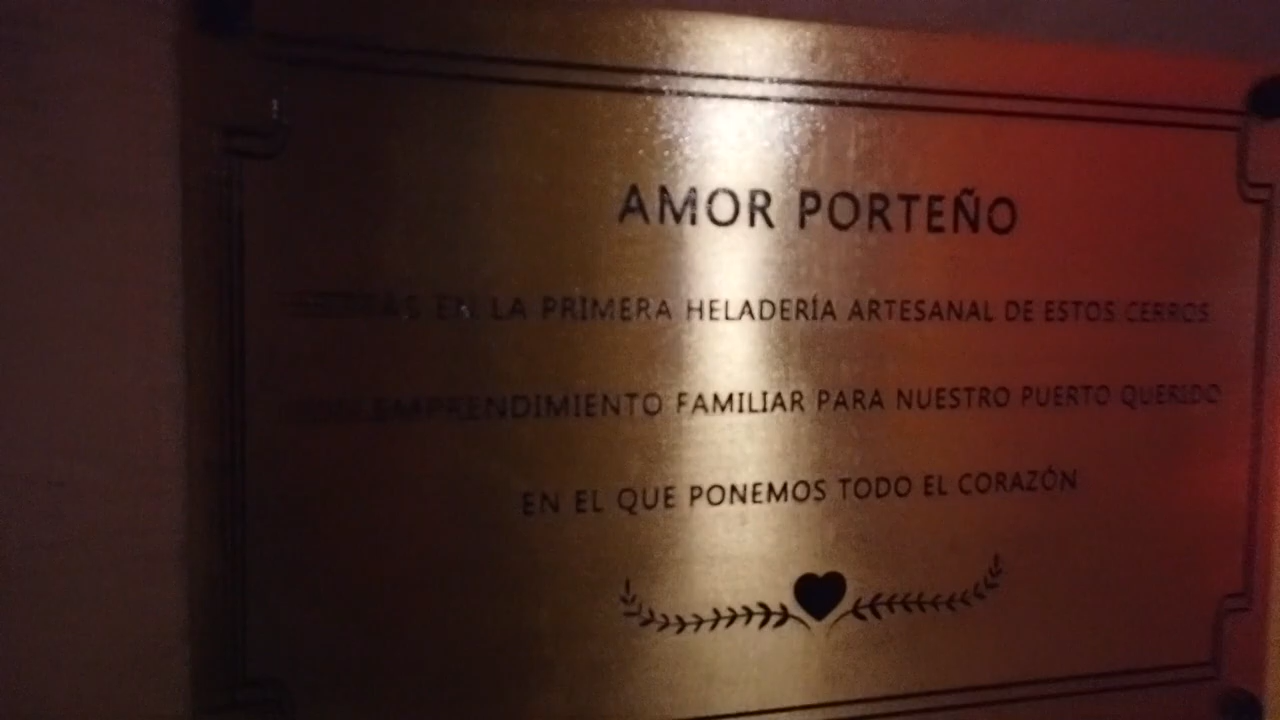 AMOR PORTEÑO
EN LA PRIMERA HELADERÍA ARTESANAL DE ESTOS CERROS
EMPRENDIMIENTO FAMILIAR PARA NUESTRO PUERTO QUERIDO
EN EL QUE PONEMOS TODO EL CORAZÓN